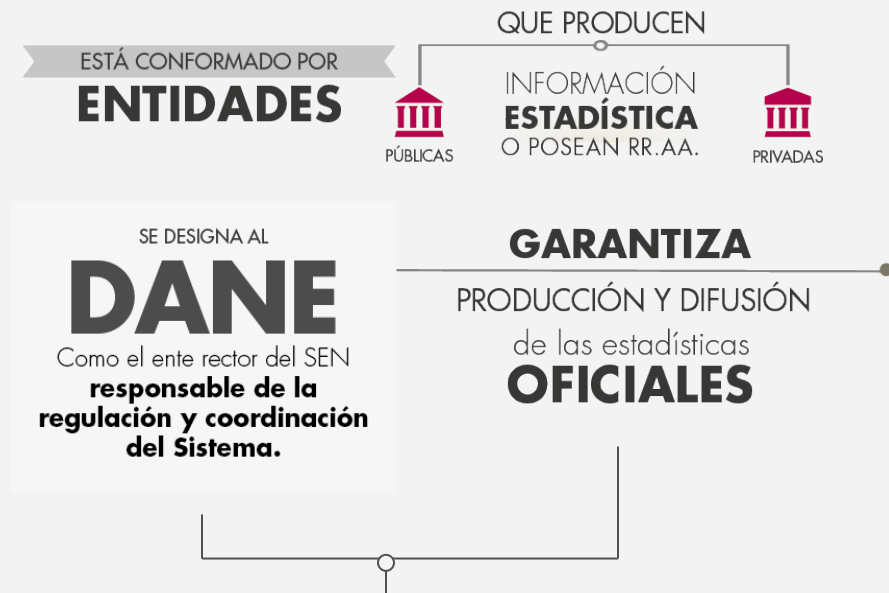 ESTÁ CONFORMADO POR
ENTIDADES
QUE PRODUCEN
INFORMACIÓN
ESTADÍSTICA
O POSEAN RR.AA.
PÚBLICAS
PRIVADAS
SE DESIGNA AL
DANE
Como el ente rector del SEN
responsable de la
regulación y coordinación
del Sistema.
GARANTIZA
PRODUCCIÓN Y DIFUSIÓN
de las estadísticas
OFICIALES